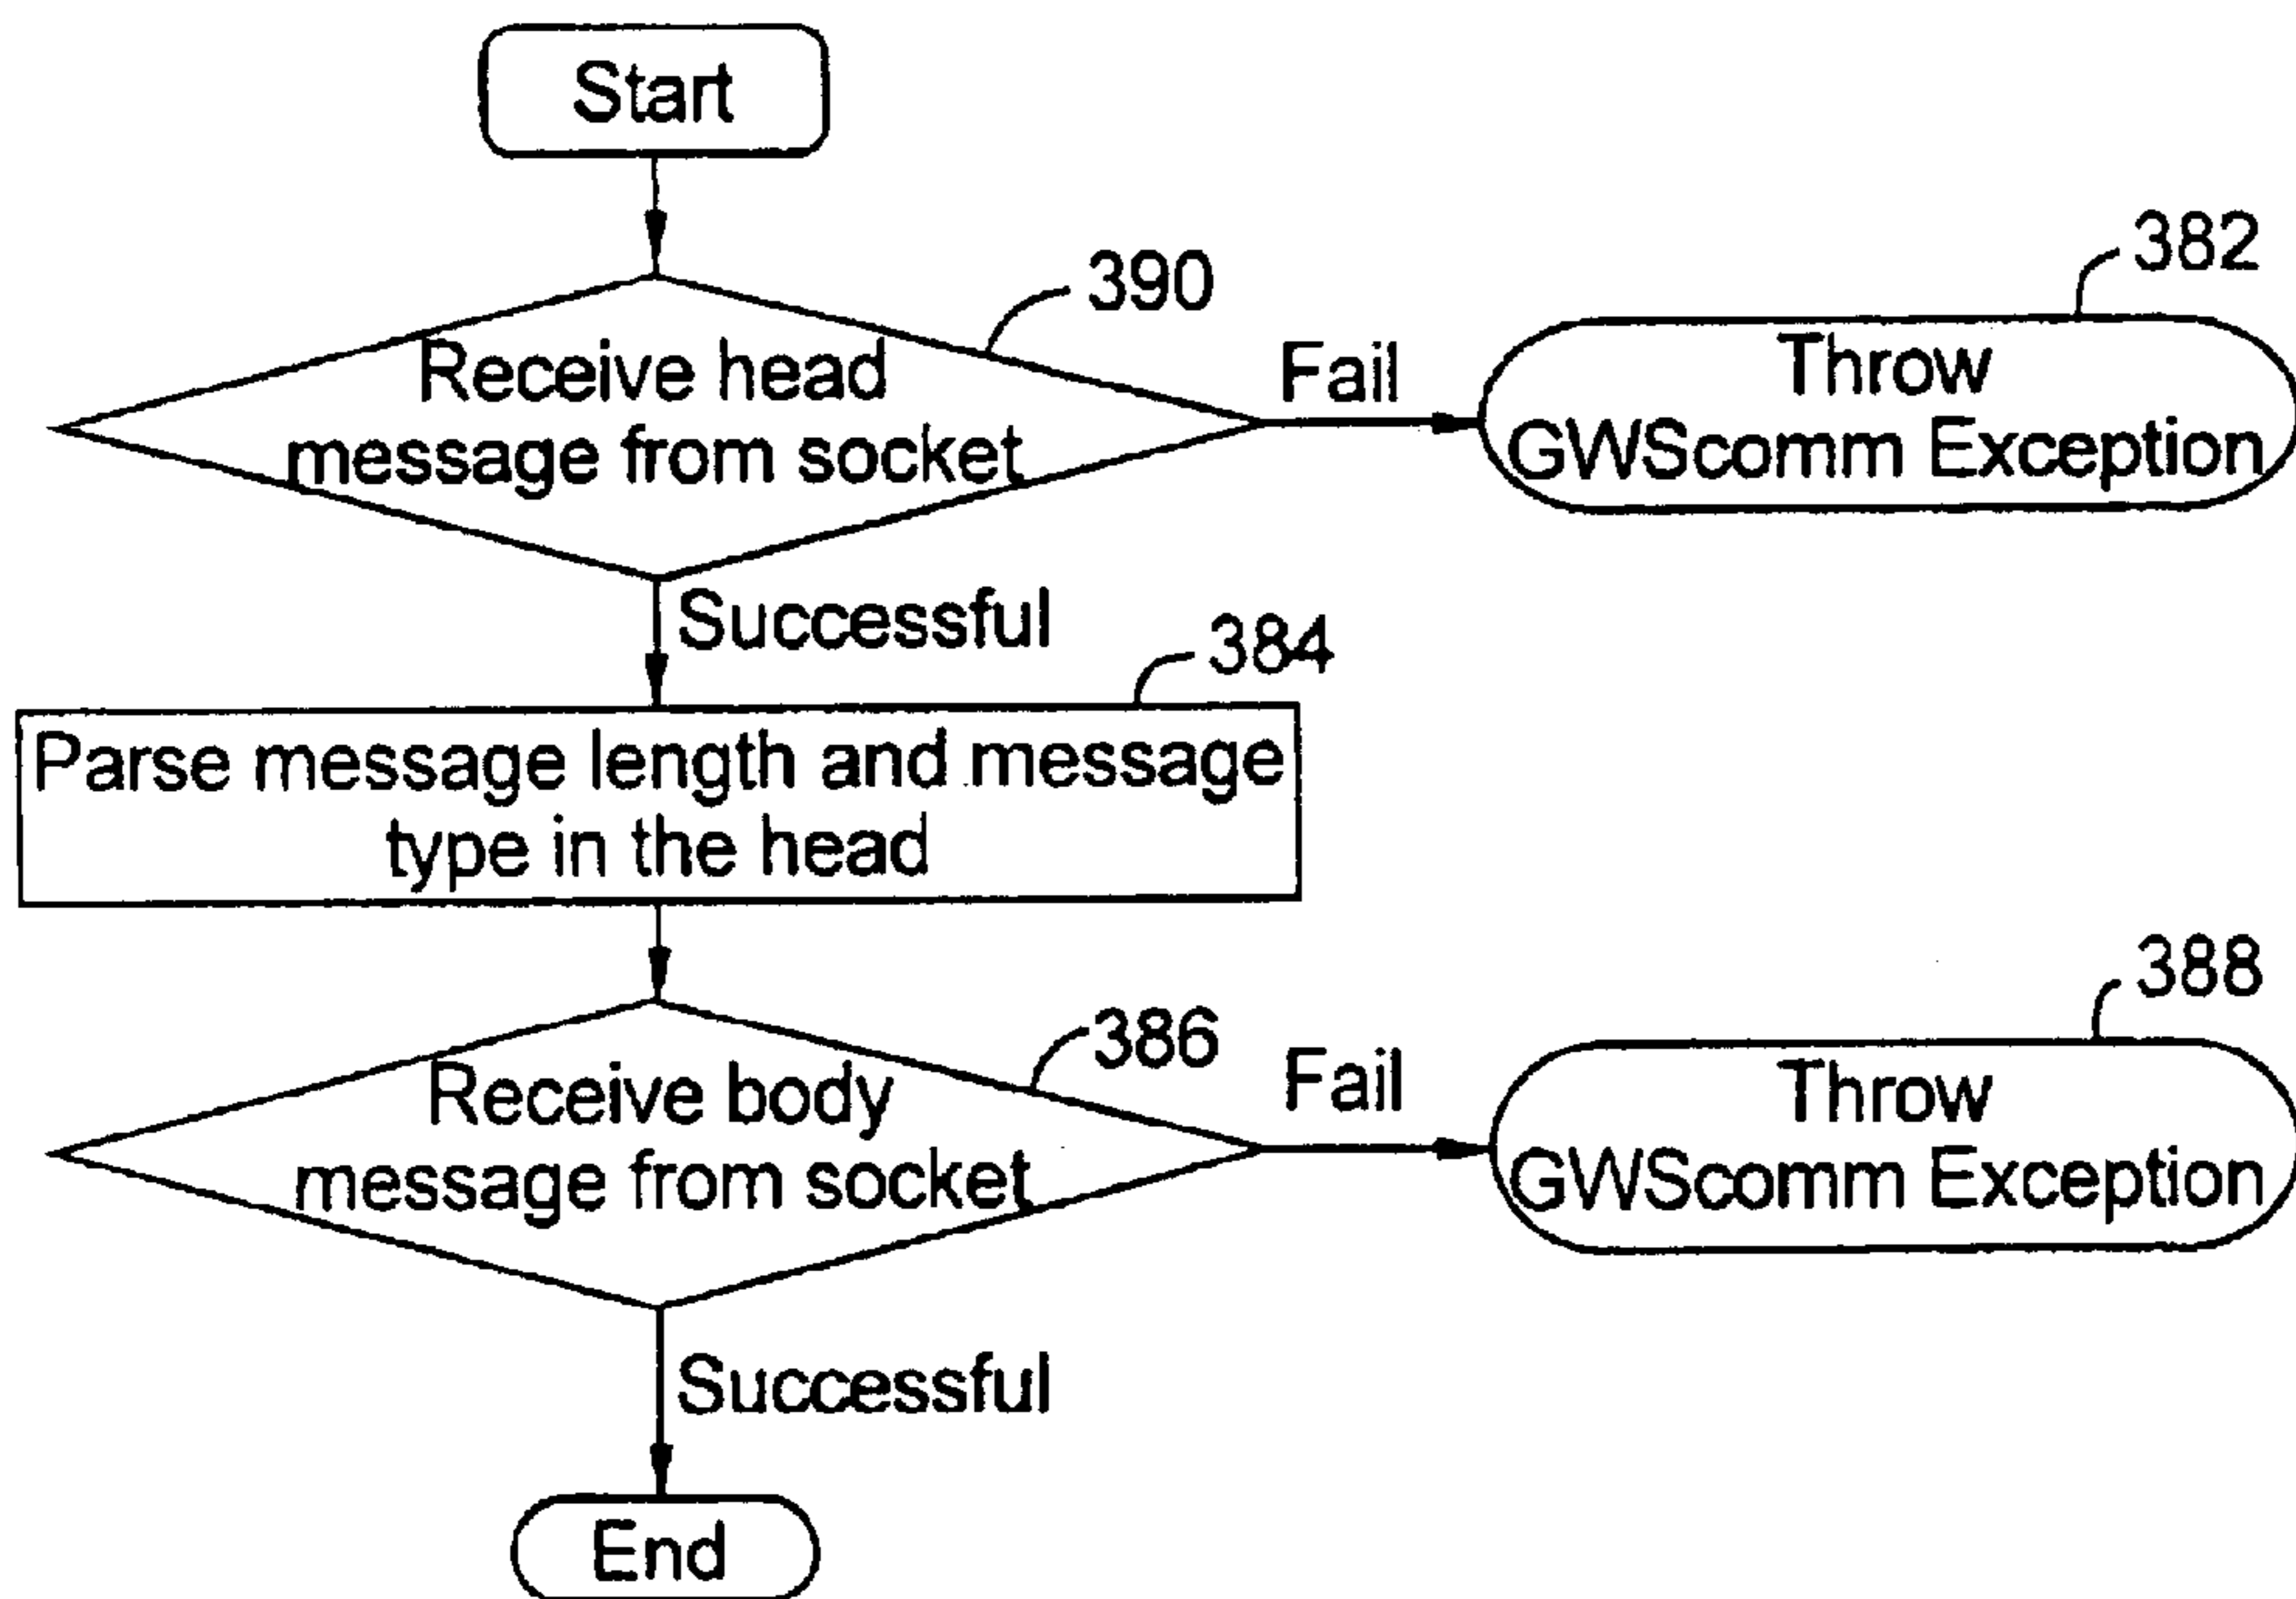 Start
390
382
Receive head
message from socket
Fail
Throw
GWScomm Exception
Successful
384
Parse message length and message
type in the head
388
386
Receive body
message from socket
Fail
Throw
GWScomm Exception
Successful
End